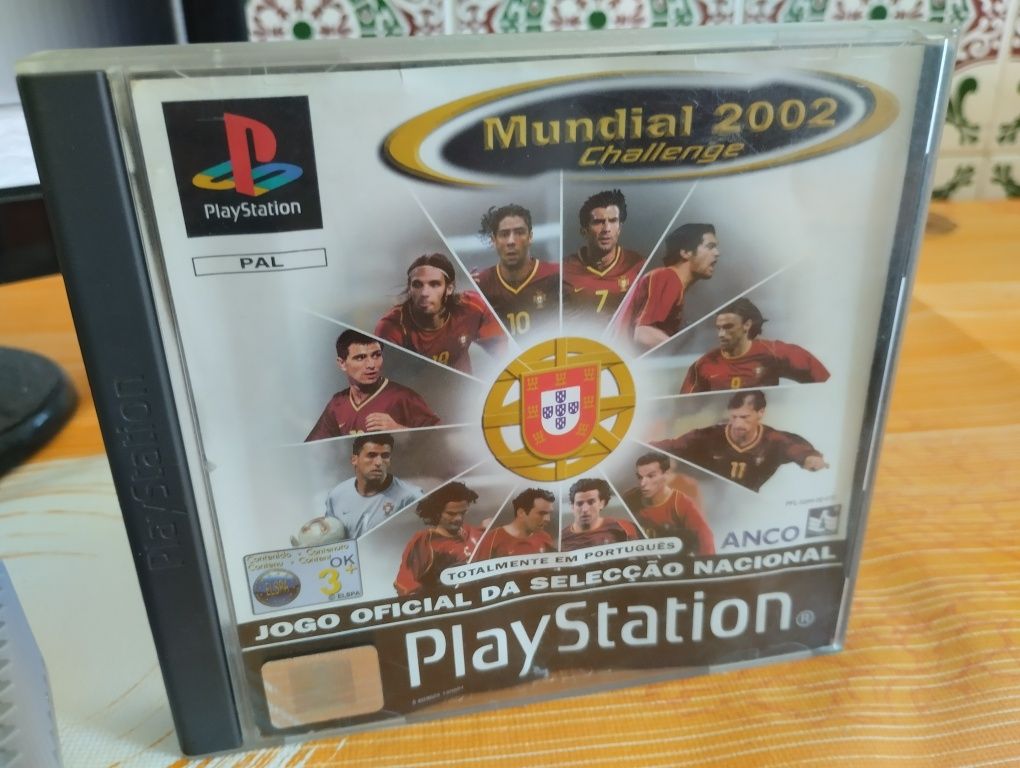 PlayStation
PAL
Mundial 2002
Challenge
10
7
9
11
ANCO
TOTALMENTE EM PORTUGUÊS
OK
3+
© ELSPA
JOGO OFICIAL DA SELECÇÃO NACIONAL
PlayStation®
PlayStation